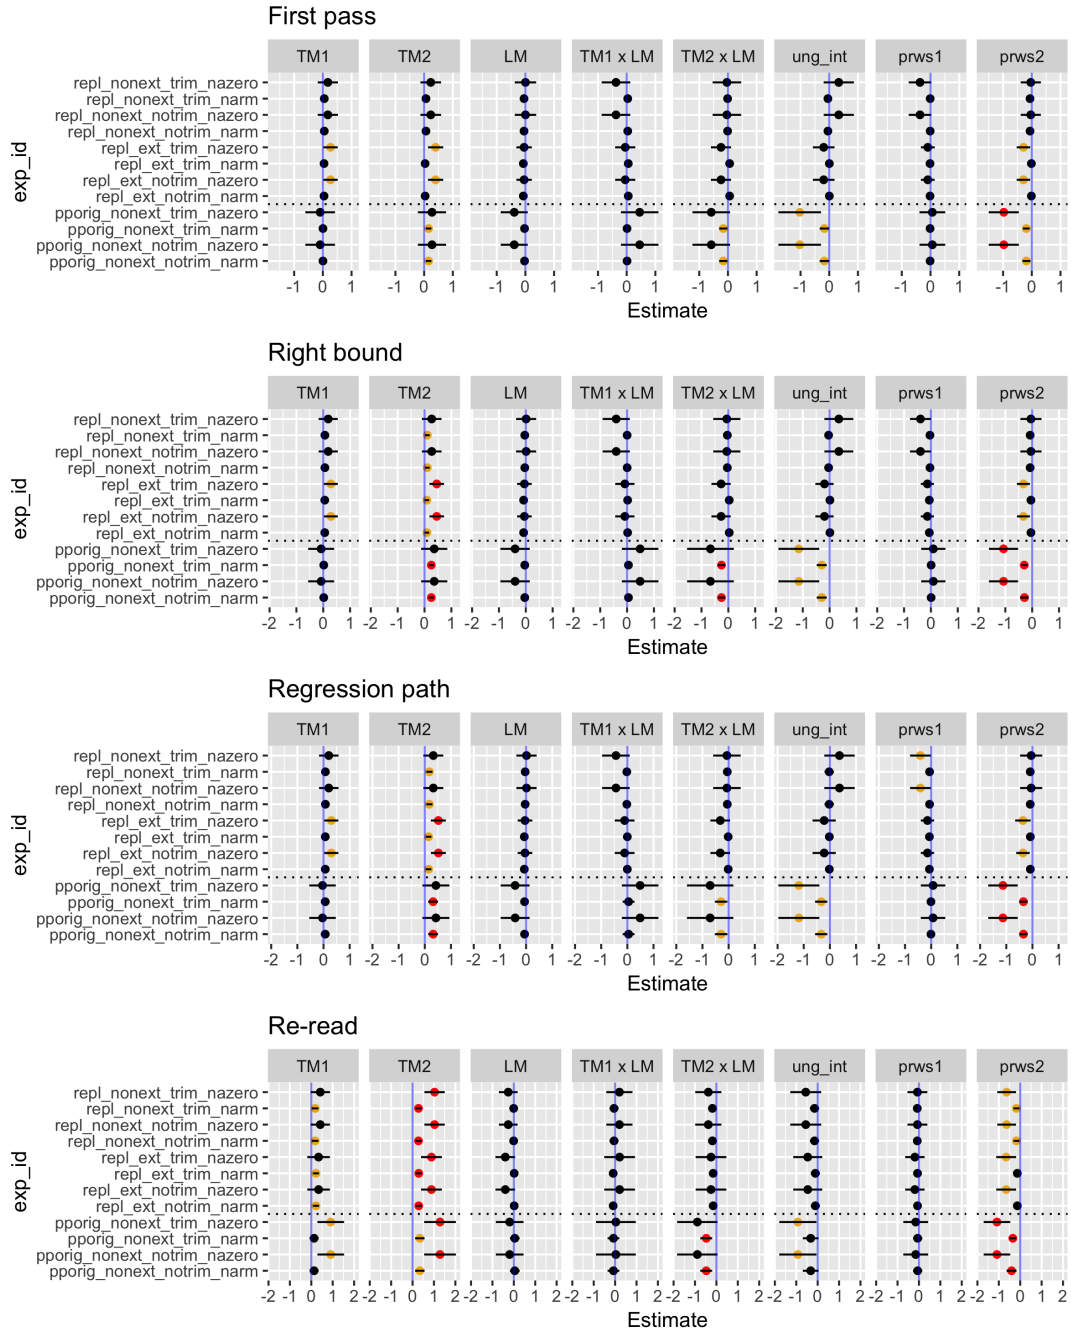 First pass
TM1 TM2 LM TM1 x LM TM2 x LM ung_int prws1 prws2
exp_id
repl_nonext_trim_nazero
repl_nonext_trim_narm
repl_nonext_notrim_nazero
repl_nonext_notrim_narm
repl_ext_trim_nazero
repl_ext_trim_narm
repl_ext_notrim_nazero
repl_ext_notrim_narm
pporig_nonext_trim_nazero
pporig_nonext_trim_narm
pporig_nonext_notrim_nazero
pporig_nonext_notrim_narm
-1 0 1 -1 0 1 -1 0 1 -1 0 1 -1 0 1 -1 0 1 -1 0 1 -1 0 1
Estimate
Right bound
TM1 TM2 LM TM1 x LM TM2 x LM ung_int prws1 prws2
exp_id
repl_nonext_trim_nazero
repl_nonext_trim_narm
repl_nonext_notrim_nazero
repl_nonext_notrim_narm
repl_ext_trim_nazero
repl_ext_trim_narm
repl_ext_notrim_nazero
repl_ext_notrim_narm
pporig_nonext_trim_nazero
pporig_nonext_trim_narm
pporig_nonext_notrim_nazero
pporig_nonext_notrim_narm
-2 -1 0 1 -2 -1 0 1 -2 -1 0 1 -2 -1 0 1 -2 -1 0 1 -2 -1 0 1 -2 -1 0 1 -2 -1 0 1
Estimate
Regression path
TM1 TM2 LM TM1 x LM TM2 x LM ung_int prws1 prws2
exp_id
repl_nonext_trim_nazero
repl_nonext_trim_narm
repl_nonext_notrim_nazero
repl_nonext_notrim_narm
repl_ext_trim_nazero
repl_ext_trim_narm
repl_ext_notrim_nazero
repl_ext_notrim_narm
pporig_nonext_trim_nazero
pporig_nonext_trim_narm
pporig_nonext_notrim_nazero
pporig_nonext_notrim_narm
-2 -1 0 1 -2 -1 0 1 -2 -1 0 1 -2 -1 0 1 -2 -1 0 1 -2 -1 0 1 -2 -1 0 1 -2 -1 0 1
Estimate
Re-read
TM1 TM2 LM TM1 x LM TM2 x LM ung_int prws1 prws2
exp_id
repl_nonext_trim_nazero
repl_nonext_trim_narm
repl_nonext_notrim_nazero
repl_nonext_notrim_narm
repl_ext_trim_nazero
repl_ext_trim_narm
repl_ext_notrim_nazero
repl_ext_notrim_narm
pporig_nonext_trim_nazero
pporig_nonext_trim_narm
pporig_nonext_notrim_nazero
pporig_nonext_notrim_narm
-2 -1 0 1 2 -2 -1 0 1 2 -2 -1 0 1 2 -2 -1 0 1 2 -2 -1 0 1 2 -2 -1 0 1 2 -2 -1 0 1 2 -2 -1 0 1 2
Estimate